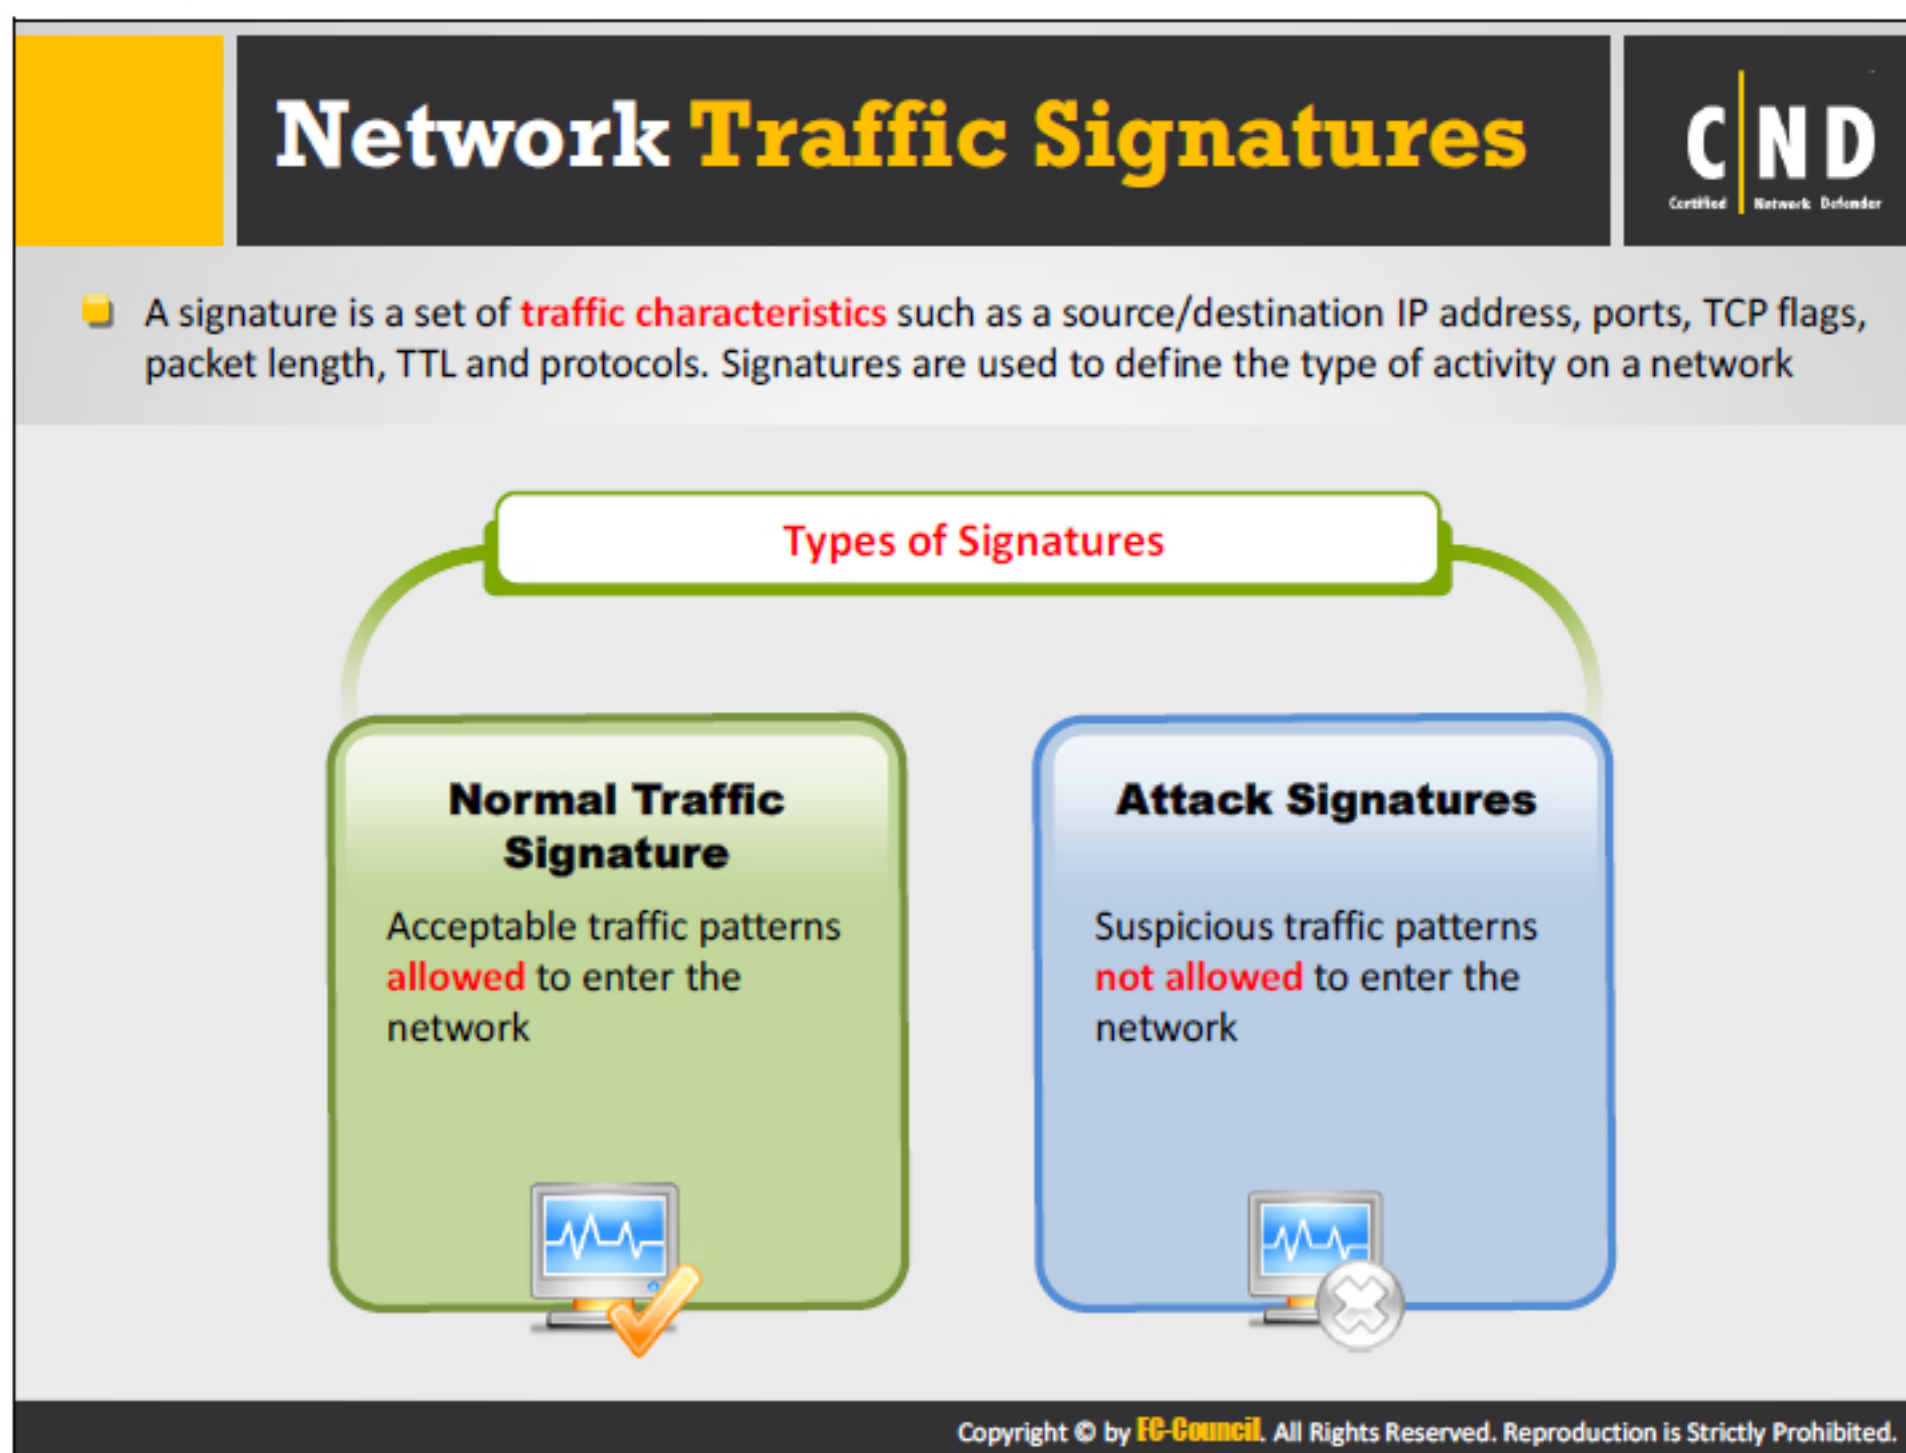 Network Traffic Signatures
C ND
Certified Network Defender
A signature is a set of traffic characteristics such as a source/destination IP address, ports, TCP flags,
packet length, TTL and protocols. Signatures are used to define the type of activity on a network
Types of Signatures
Normal Traffic
Signature
Acceptable traffic patterns
allowed to enter the
network
Attack Signatures
Suspicious traffic patterns
not allowed to enter the
network
Copyright © by EC-Council. All Rights Reserved. Reproduction is Strictly Prohibited.